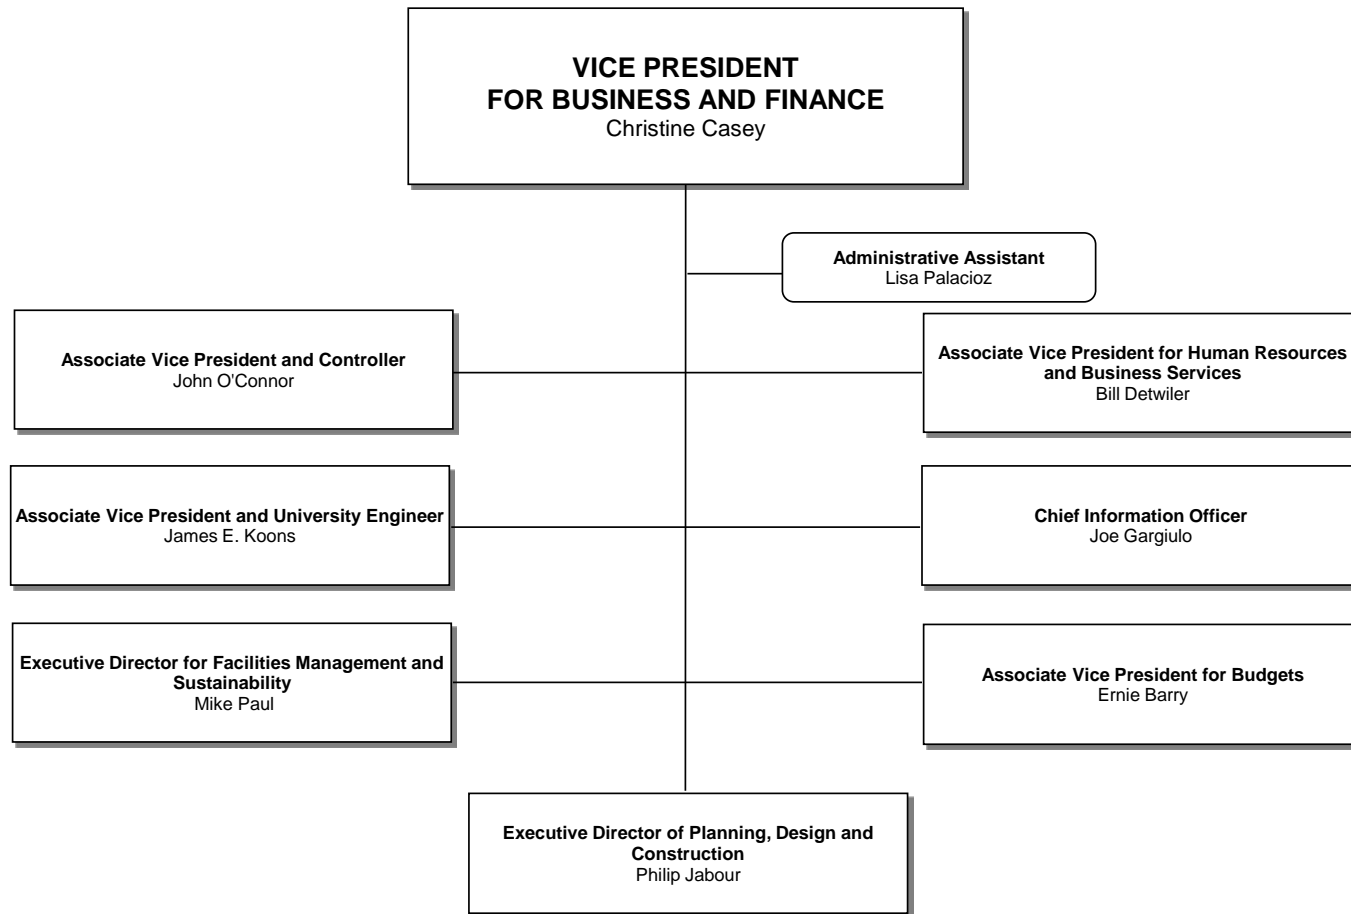 VICE PRESIDENT
FOR BUSINESS AND FINANCE
Christine Casey
Administrative Assistant
Lisa Palacioz
Associate Vice President and Controller
John O'Connor
Associate Vice President for Human Resources
and Business Services
Bill Detwiler
Associate Vice President and University Engineer
James E. Koons
Chief Information Officer
Joe Gargiulo
Executive Director for Facilities Management and
Sustainability
Mike Paul
Associate Vice President for Budgets
Ernie Barry
Executive Director of Planning, Design and
Construction
Philip Jabour